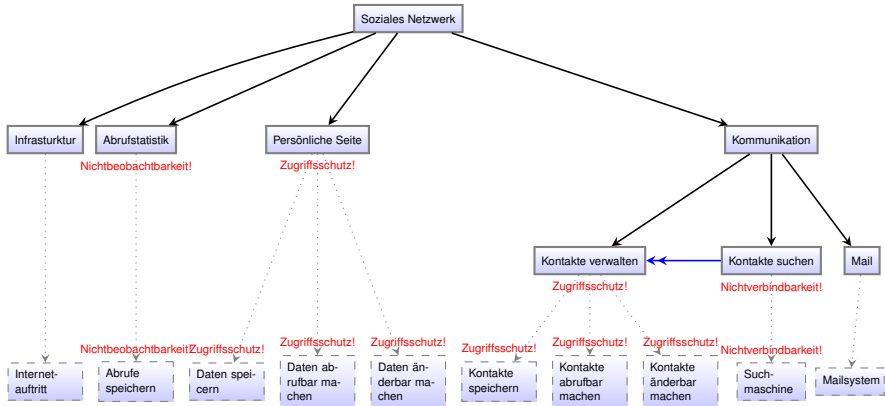 Soziales Netzwerk
Infrasturktur
Abrufstatistik
Persönliche Seite
Kommunikation
Nichtbeobachtbarkeit!
Zugriffsschutz!
Kontakte verwalten
Kontakte suchen
Mail
Zugriffsschutz!
Nichtverbindbarkeit!
Nichtbeobachtbarkeit!
Zugriffsschutz!
Zugriffsschutz!
Zugriffsschutz!
Zugriffsschutz!
Zugriffsschutz!
Zugriffsschutz!
Nichtverbindbarkeit!
Internet-
auftritt
Abrufe
speichern
Daten spei-
cern
Daten ab-
rufbar ma-
chen
Daten än-
derbar ma-
chen
Kontakte
speichern
Kontakte
abrufbar
machen
Kontakte
änderbar
machen
Such-
maschine
Mailsystem